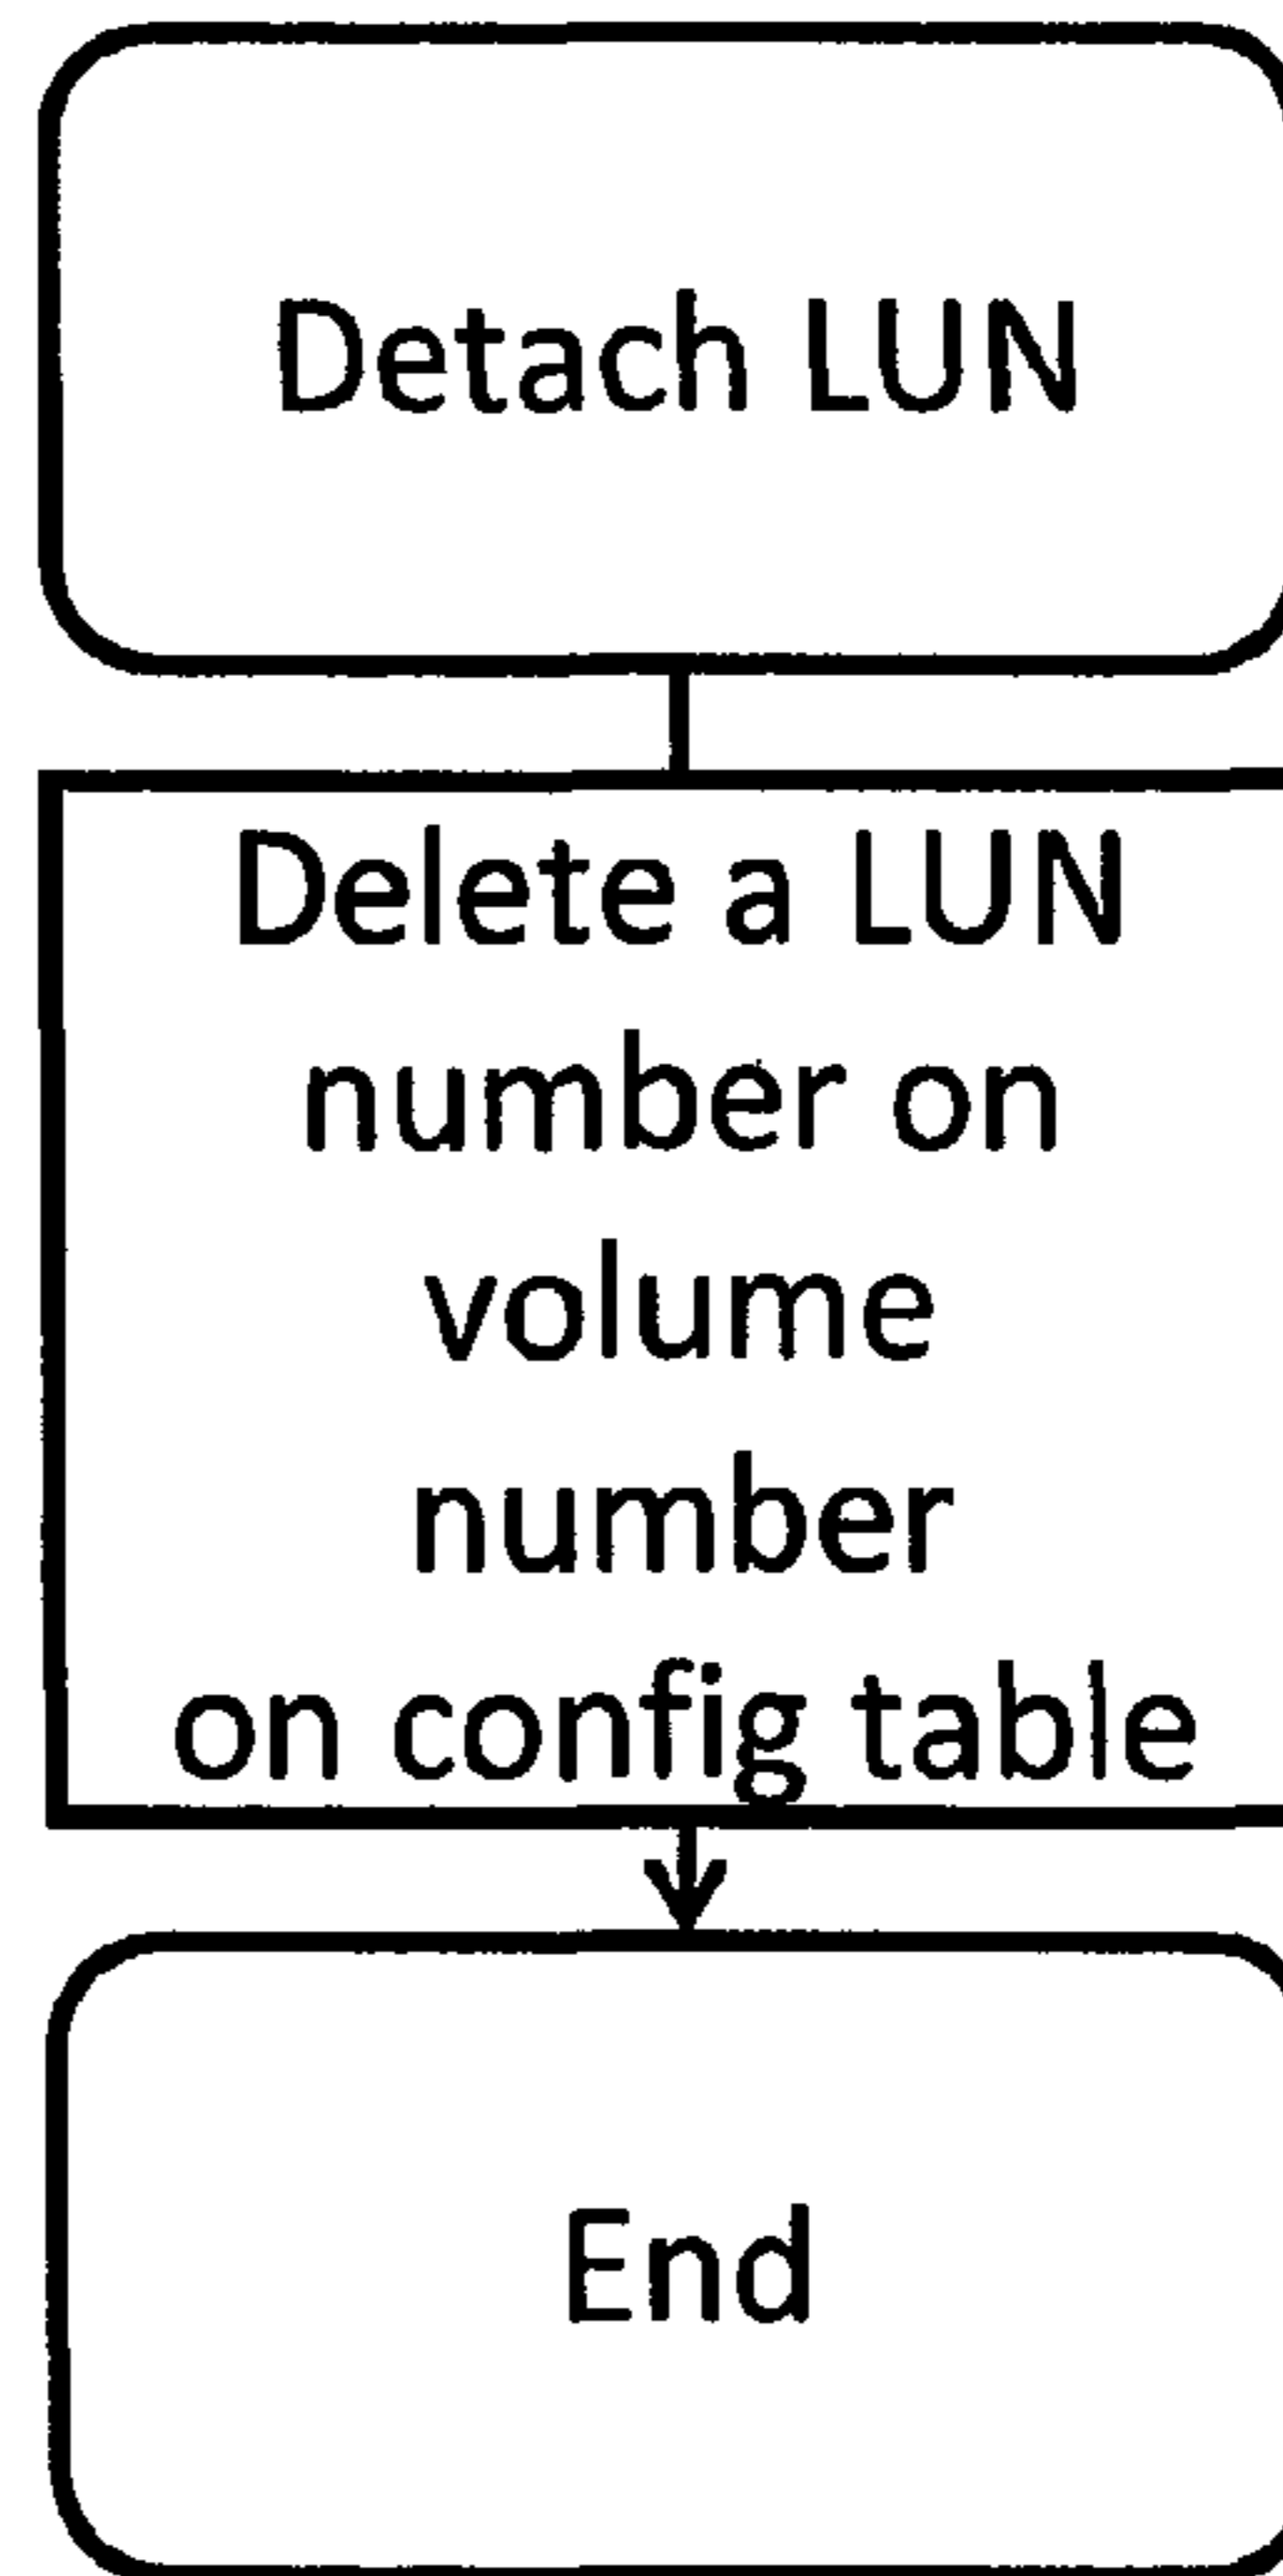 Detach LUN
Delete a LUN
number on
volume
number
on config table
End